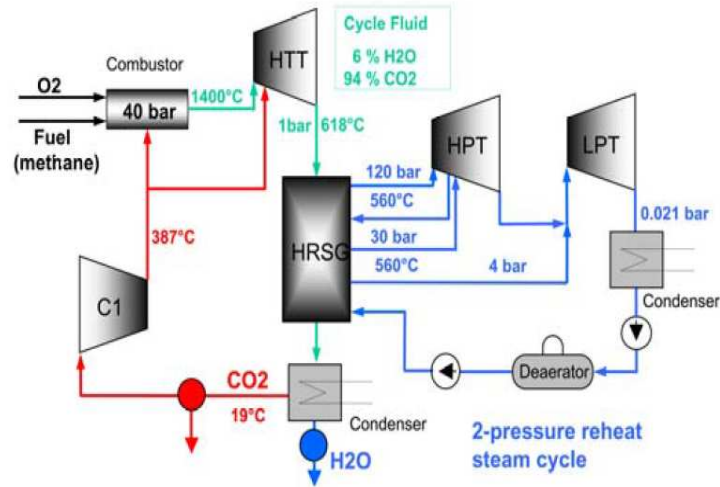 Cycle Fluid
6 % H2O
94 % CO2
HTT
Combustor
O2
1400°C
40 bar
Fuel
(methane)
1bar
618°C
HPT
LPT
120 bar
560°C
0.021 bar
387°C
HRSG
30 bar
560°C
4 bar
C1
Condenser
Deaerator
CO2
19°C
Condenser
H2O
2-pressure reheat
steam cycle